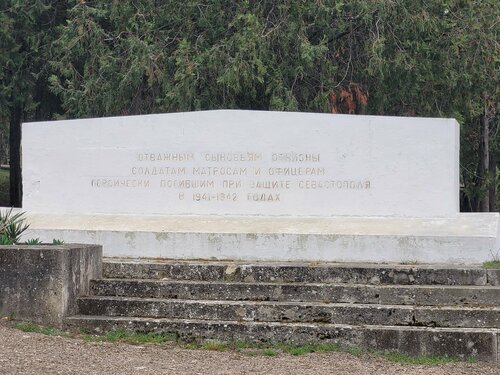 ОТВАЖНЫМ СЫНОВЬЯМ ОТЧИЗНЫ
СОЛДАТАМ МАТРОСАМ И ОФИЦЕРАМ
ГЕРОИЧЕСКИ ПОГИБШИМ ПРИ ЗАЩИТЕ СЕВАСТОПОЛЯ
В 1941-1942 ГОДАХ